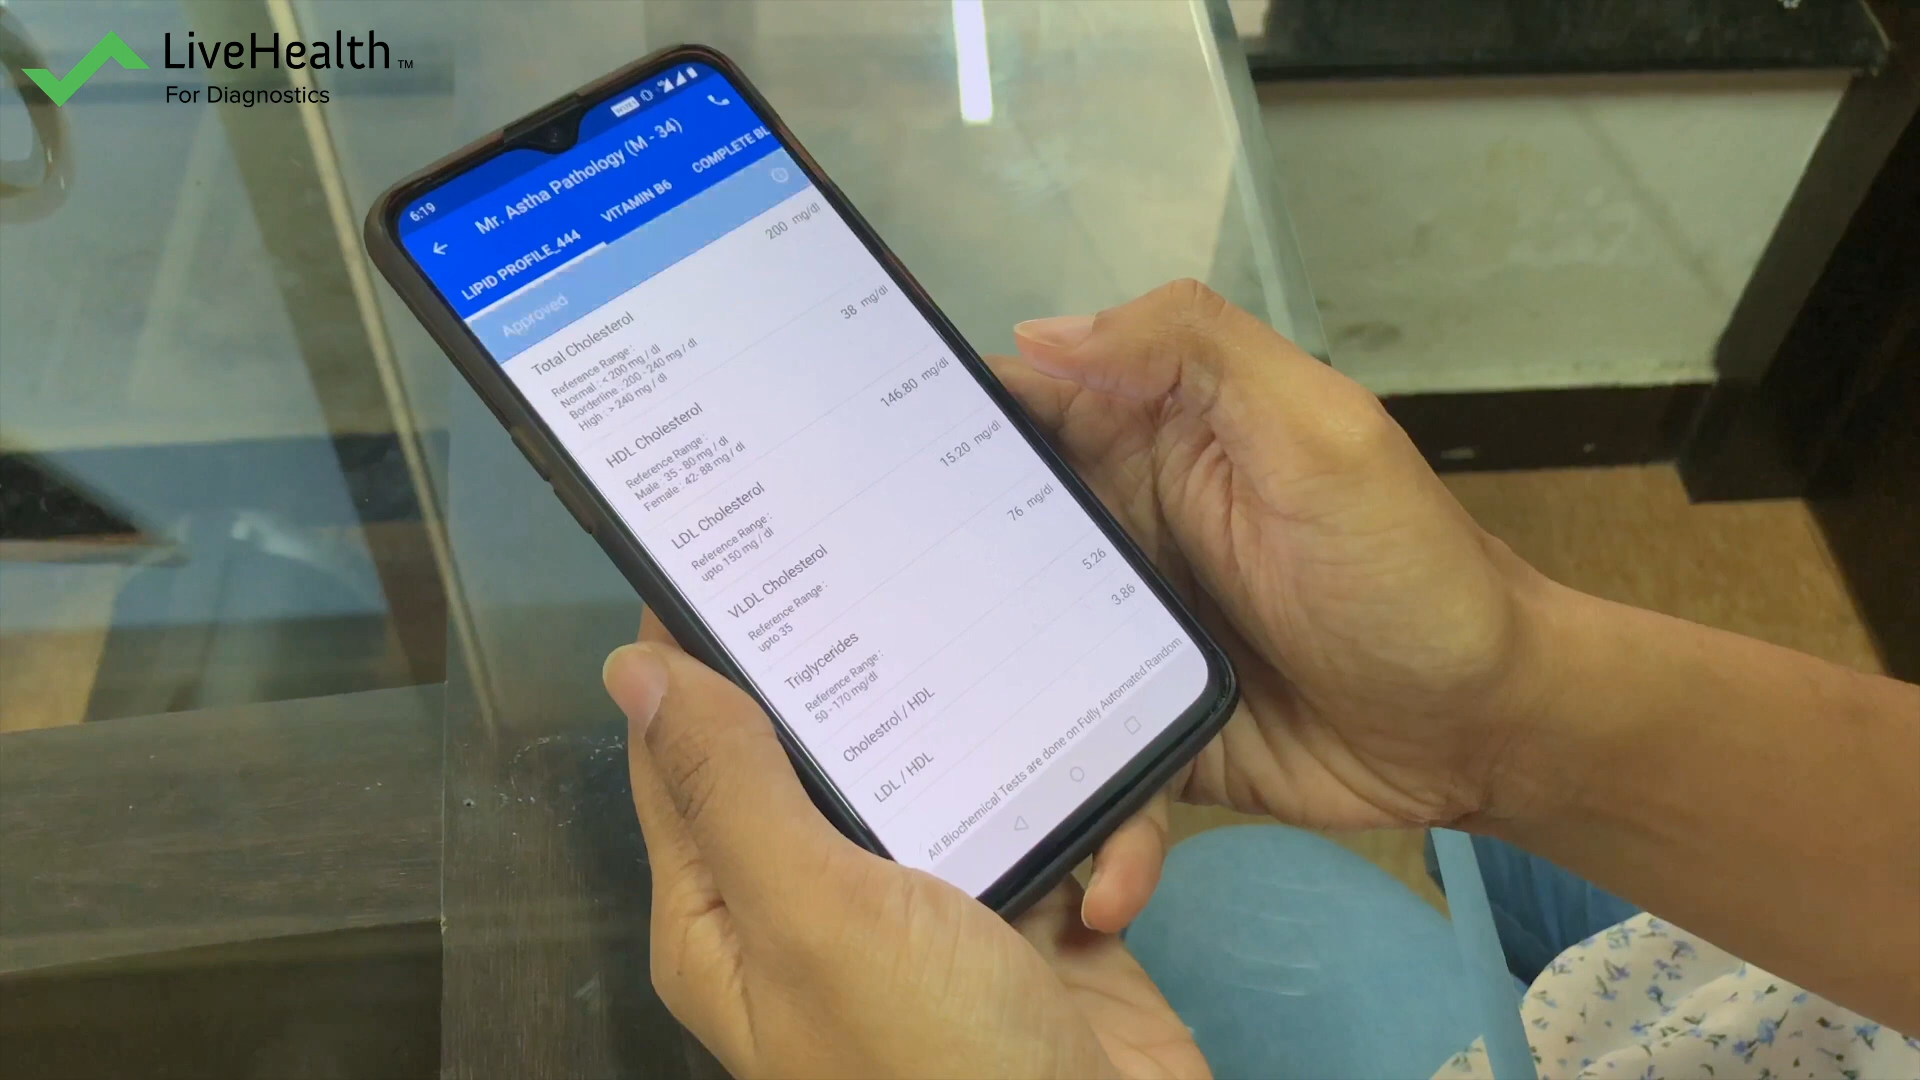 LiveHealth TM
For Diagnostics
6:19
Mr. Astha Pathology (M - 34)
LIPID PROFILE_444 VITAMIN B6 COMPLETE BL
Approved
Total Cholesterol 200 mg/dl
Reference Range :
Normal : < 200 mg / dl
Borderline : 200 - 240 mg / dl
High : > 240 mg / dl
HDL Cholesterol 38 mg/dl
Reference Range :
Male : 35 - 80 mg / dl
Female : 42- 88 mg / dl
LDL Cholesterol 146.80 mg/dl
Reference Range :
upto 150 mg / dl
VLDL Cholesterol 15.20 mg/dl
Reference Range :
upto 35
Triglycerides 76 mg/dl
Reference Range :
50 - 170 mg/dl
Cholestrol / HDL 5.26
LDL / HDL 3.86
All Biochemical Tests are done on Fully Automated Random